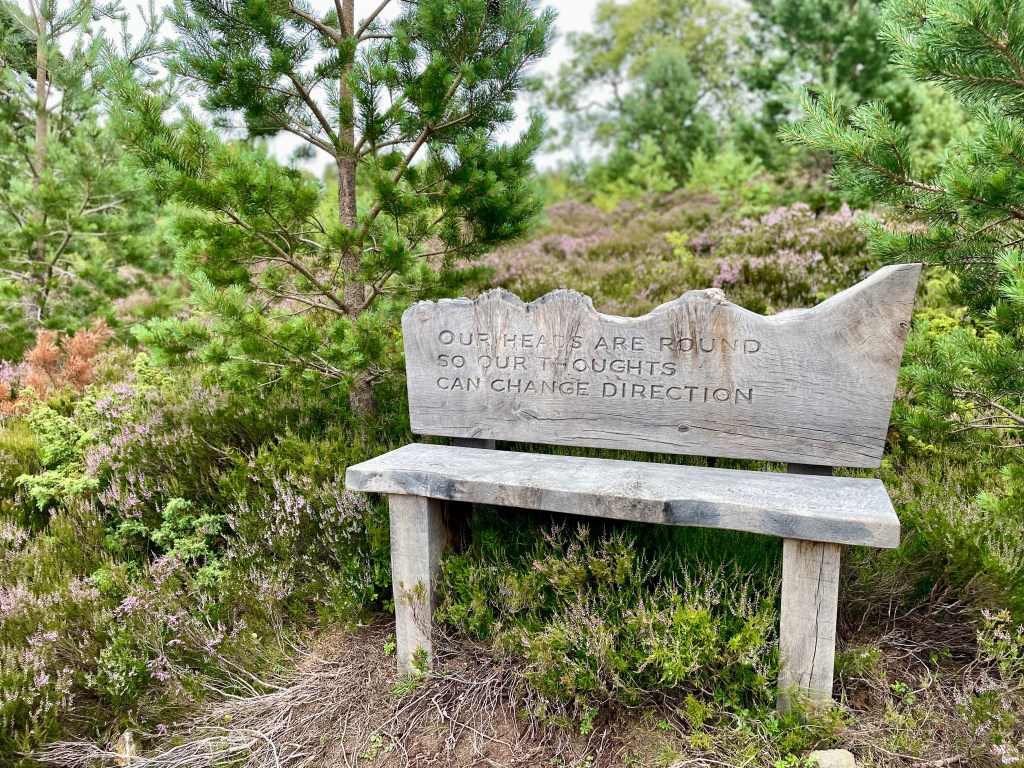 OUR HEADS ARE ROUND
SO OUR THOUGHTS
CAN CHANGE DIRECTION